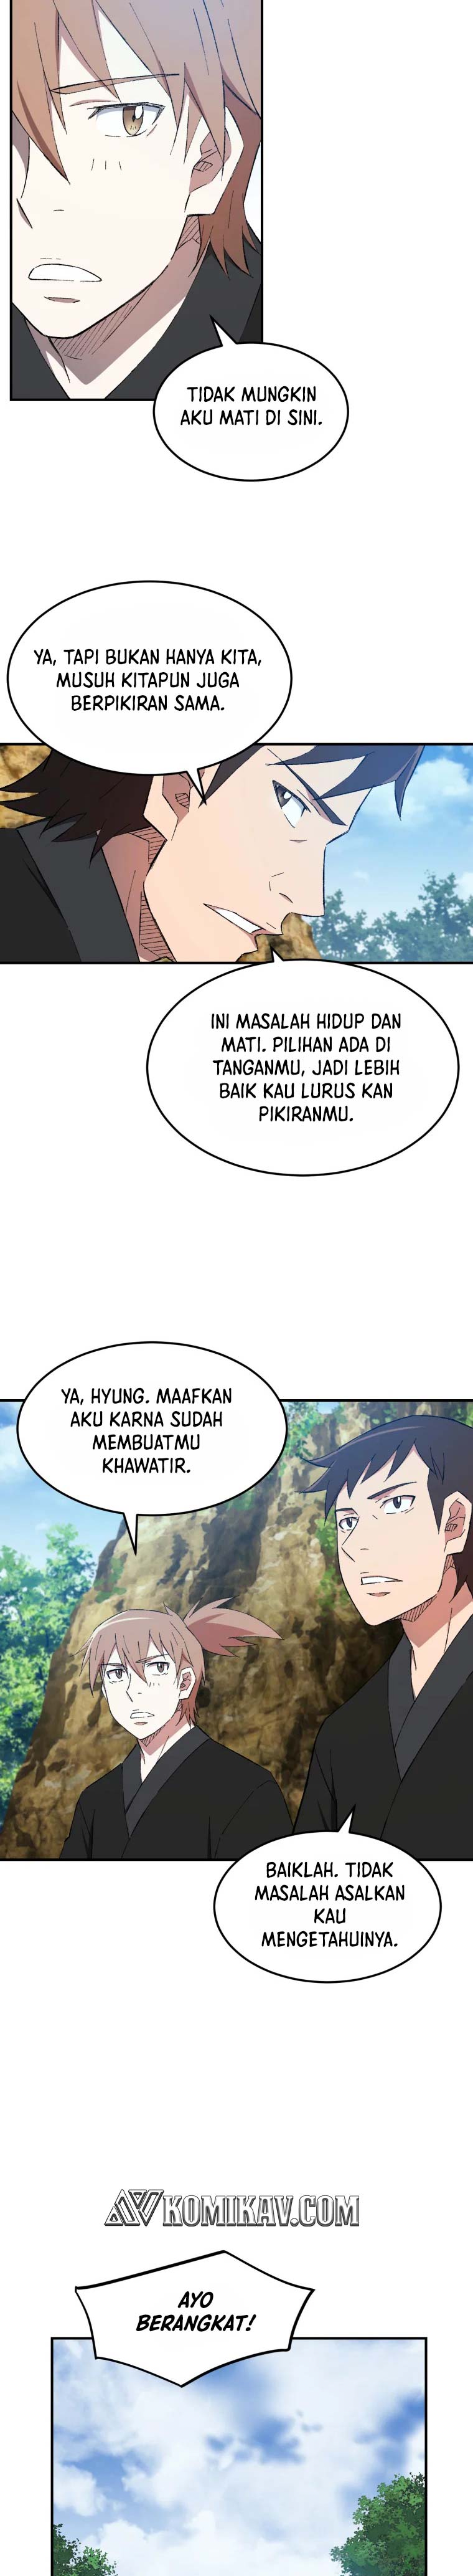 TIDAK MUNGKIN
AKU MATI DI SINI.
YA, TAPI BUKAN HANYA KITA,
MUSUH KITAPUN JUGA
BERPIKIRAN SAMA.
INI MASALAH HIDUP DAN
MATI. PILIHAN ADA DI
TANGANMU, JADI LEBIH
BAIK KAU LURUS KAN
PIKIRANMU.
YA, HYUNG. MAAFKAN
AKU KARNA SUDAH
MEMBUATMU
KHAWATIR.
BAIKLAH. TIDAK
MASALAH ASALKAN
KAU
MENGETAHUINYA.
AV KOMIKAV.COM
AYO
BERANGKAT!